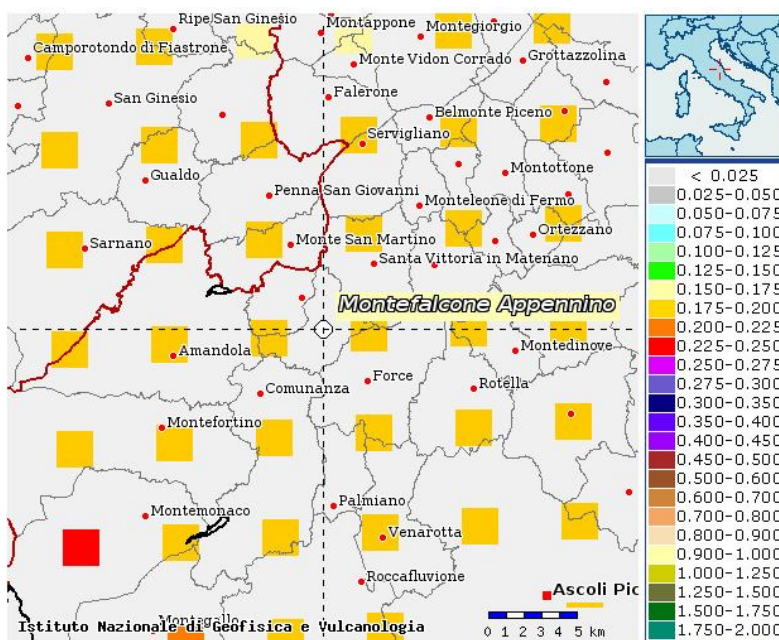 Ripe San Ginesio
Montappone
Montegiorgio
Camporotondo di Fiastrone
Monte Vidon Corrado
Grottazzolina
San Ginesio
Falerone
Belmonte Piceno
Servigliano
Gualdo
Montottone
Penna San Giovanni
Monteleone di Fermo
Sarnano
Monte San Martino
Ortezzano
Santa Vittoria in Matenano
Montefalcone Appennino
Amandola
Montedinove
Comunanza
Force
Rotella
Montefortino
Montemonaco
Palmiano
Venarotta
Roccafluvione
Ascoli Pic
Montegallo
Istituto Nazionale di Geofisica e Vulcanologia
0 1 2 3 4 5 km
< 0.025
0.025-0.050
0.050-0.075
0.075-0.100
0.100-0.125
0.125-0.150
0.150-0.175
0.175-0.200
0.200-0.225
0.225-0.250
0.250-0.275
0.275-0.300
0.300-0.350
0.350-0.400
0.400-0.450
0.450-0.500
0.500-0.600
0.600-0.700
0.700-0.800
0.800-0.900
0.900-1.000
1.000-1.250
1.250-1.500
1.500-1.750
1.750-2.000